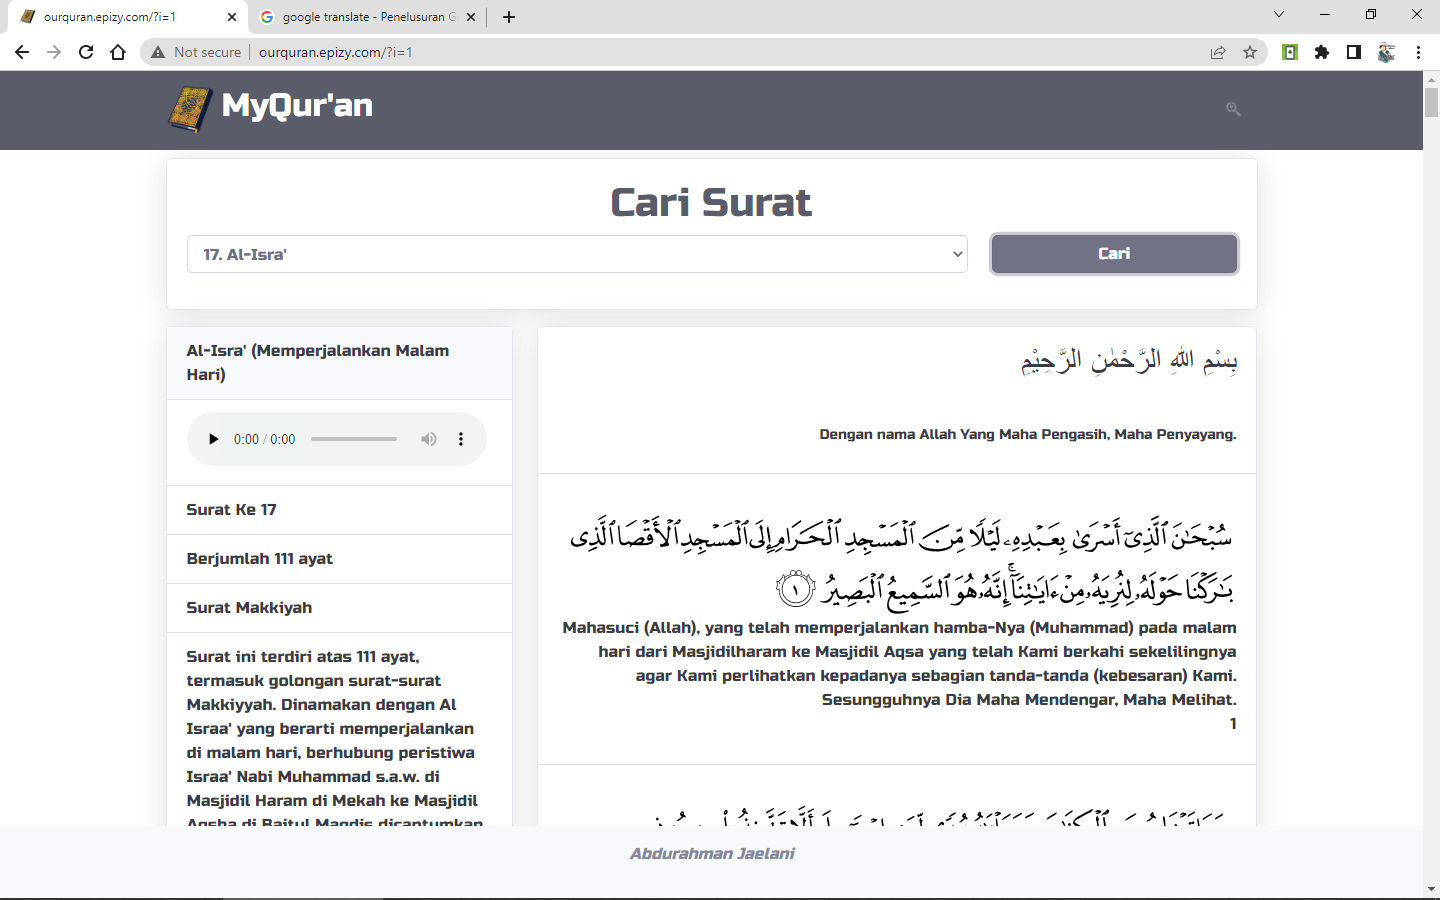 ourquran.epizy.com/?i=1
google translate - Penelusuran G
Not secure
ourquran.epizy.com/?i=1
MyQur'an
Cari Surat
17. Al-Isra'
Cari
Al-Isra' (Memperjalankan Malam
Hari)
0:00 / 0:00
Surat Ke 17
Berjumlah 111 ayat
Surat Makkiyah
Surat ini terdiri atas 111 ayat,
termasuk golongan surat-surat
Makkiyyah. Dinamakan dengan Al
Israa' yang berarti memperjalankan
di malam hari, berhubung peristiwa
Israa' Nabi Muhammad s.a.w. di
Masjidil Haram di Mekah ke Masjidil
Aqsha di Baitul Maqdis dicantumkan
بِسْمِ اللهِ الرَّحْمٰنِ الرَّحِيْمِ
Dengan nama Allah Yang Maha Pengasih, Maha Penyayang.
سُبْحَٰنَ ٱلَّذِىٓ أَسْرَىٰ بِعَبْدِهِۦ لَيْلًا مِّنَ ٱلْمَسْجِدِ ٱلْحَرَامِ إِلَى ٱلْمَسْجِدِ ٱلْأَقْصَا ٱلَّذِى
بَٰرَكْنَا حَوْلَهُۥ لِنُرِيَهُۥ مِنْ ءَايَٰتِنَآ ۚ إِنَّهُۥ هُوَ ٱلسَّمِيعُ ٱلْبَصِيرُ ١
Mahasuci (Allah), yang telah memperjalankan hamba-Nya (Muhammad) pada malam
hari dari Masjidilharam ke Masjidil Aqsa yang telah Kami berkahi sekelilingnya
agar Kami perlihatkan kepadanya sebagian tanda-tanda (kebesaran) Kami.
Sesungguhnya Dia Maha Mendengar, Maha Melihat.
1
Abdurahman Jaelani